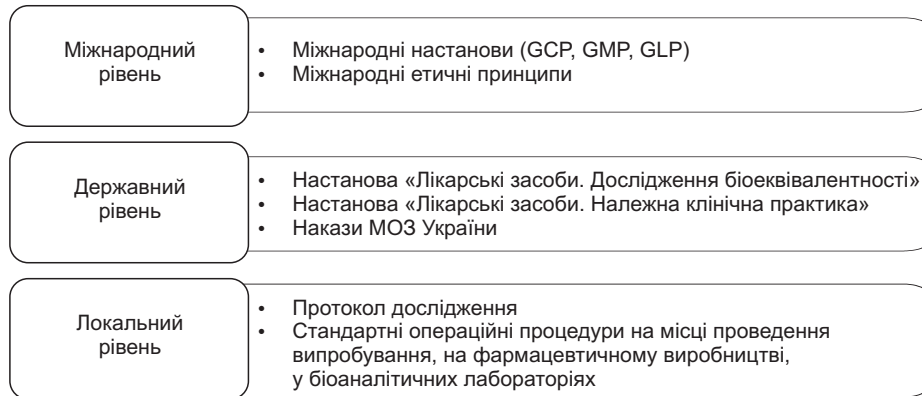 Міжнародний
рівень
• Міжнародні настанови (GCP, GMP, GLP)
• Міжнародні етичні принципи
Державний
рівень
• Настанова «Лікарські засоби. Дослідження біоеквівалентності»
• Настанова «Лікарські засоби. Належна клінічна практика»
• Накази МОЗ України
Локальний
рівень
• Протокол дослідження
• Стандартні операційні процедури на місці проведення
випробування, на фармацевтичному виробництві,
у біоаналітичних лабораторіях